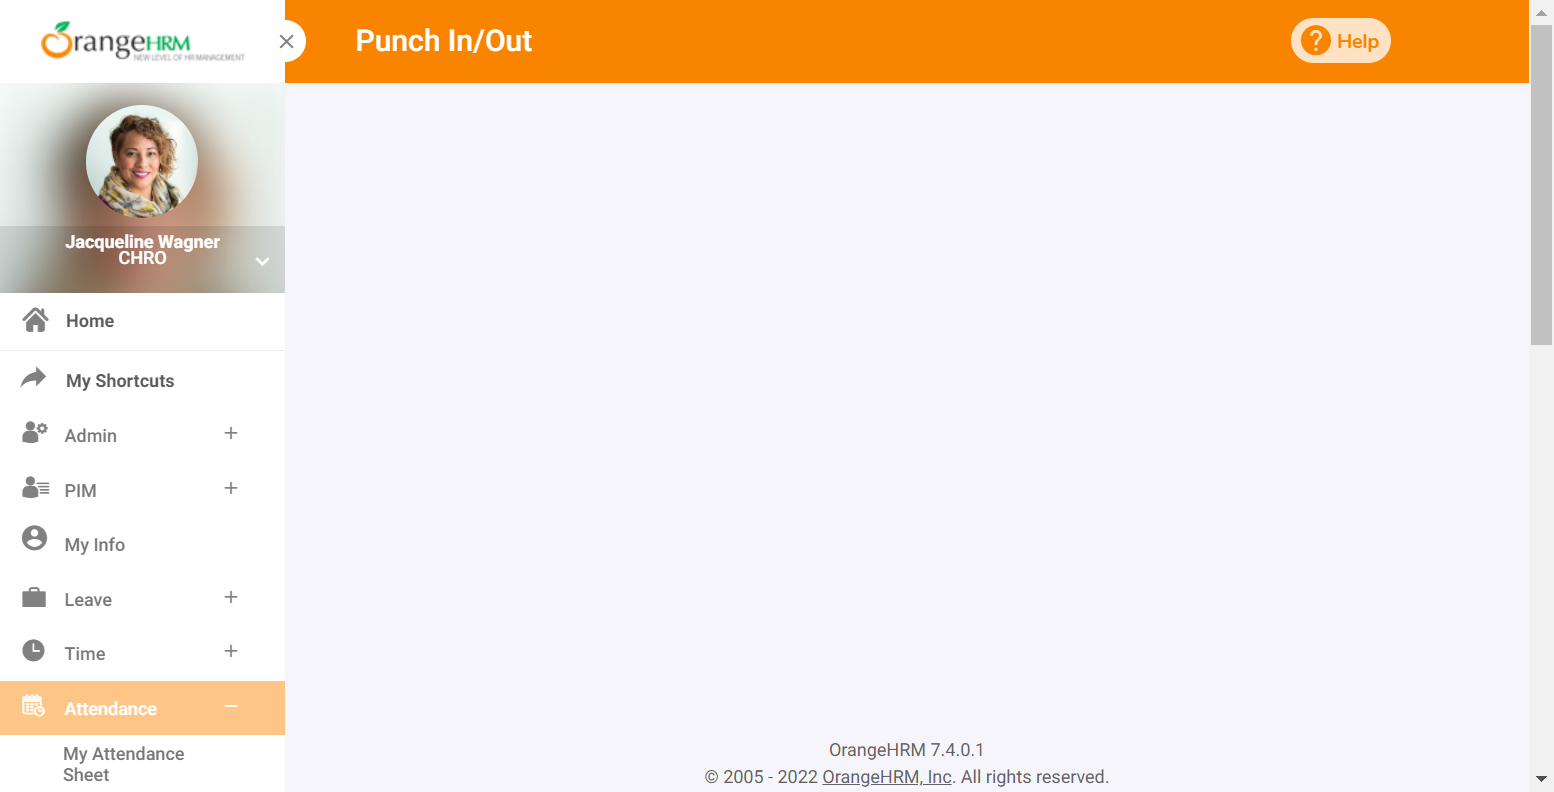 OrangeHRM
NEW LEVEL OF HR MANAGEMENT
Punch In/Out
? Help
Jacqueline Wagner
CHRO
Home
My Shortcuts
Admin
PIM
My Info
Leave
Time
Attendance
My Attendance
Sheet
OrangeHRM 7.4.0.1
© 2005 - 2022 OrangeHRM, Inc. All rights reserved.